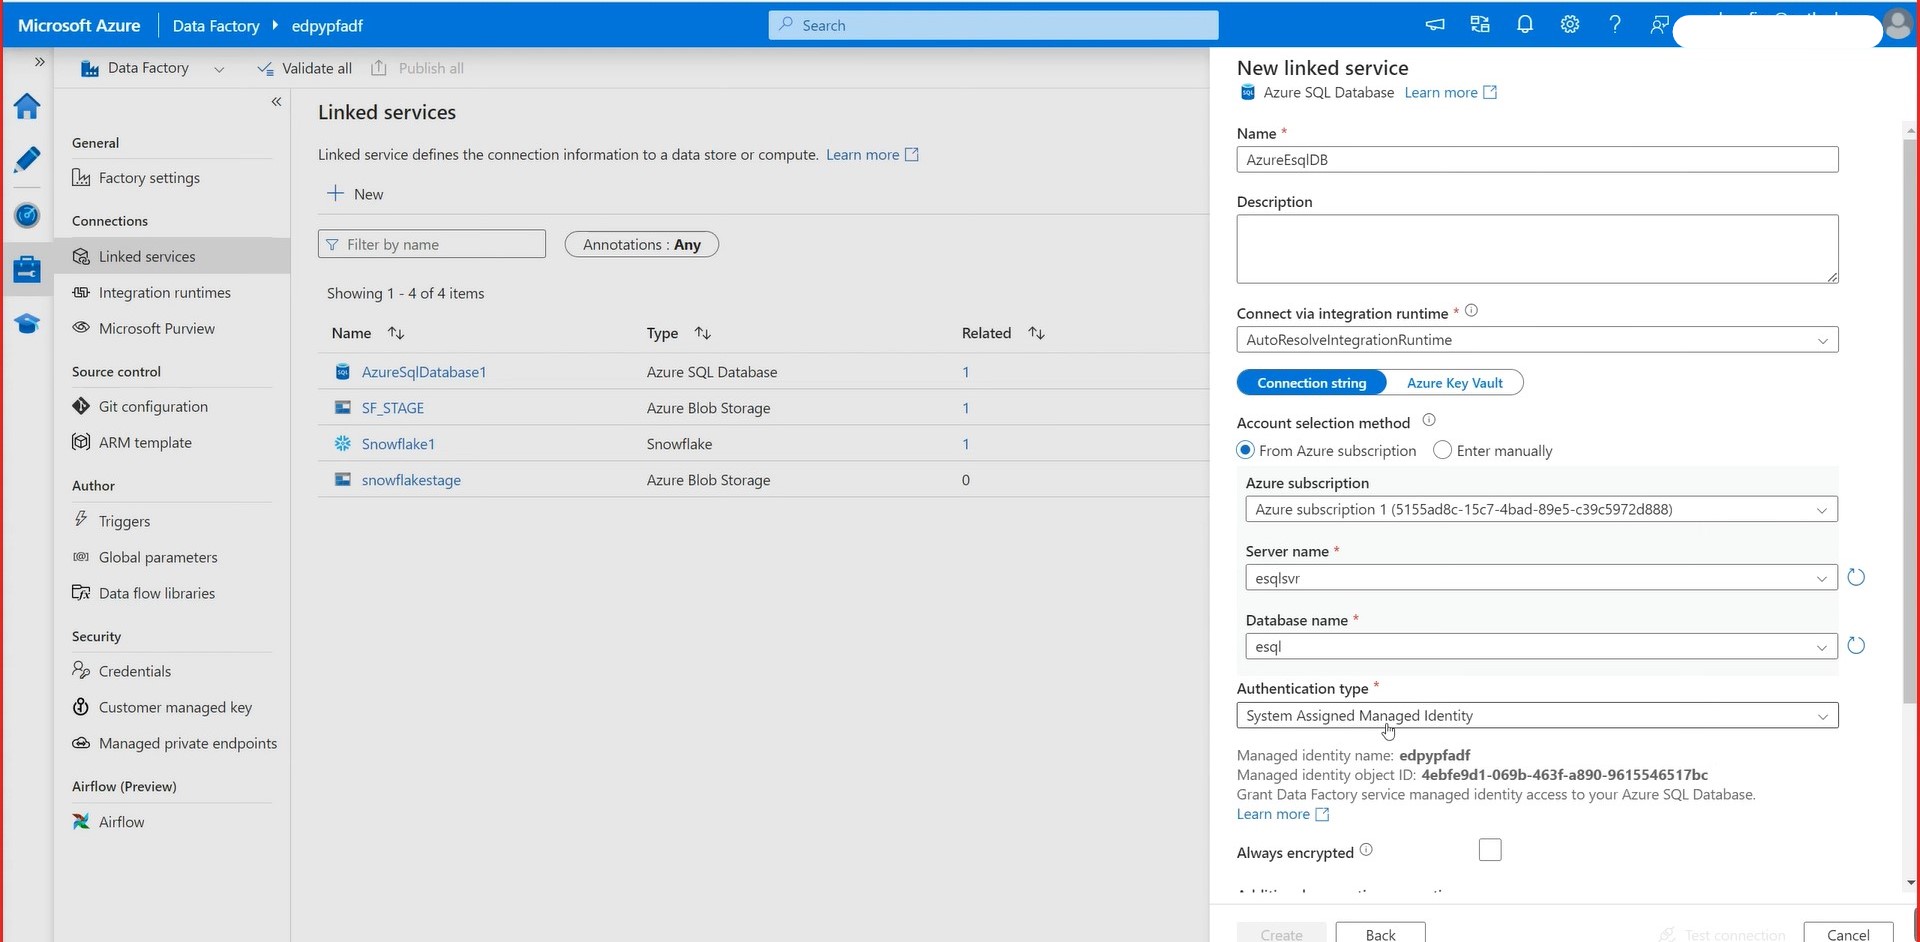 Microsoft Azure
Data Factory
edpypfadf
Search
Data Factory
Validate all
Publish all
General
Factory settings
Connections
Linked services
Integration runtimes
Microsoft Purview
Source control
Git configuration
ARM template
Author
Triggers
Global parameters
Data flow libraries
Security
Credentials
Customer managed key
Managed private endpoints
Airflow (Preview)
Airflow
Linked services
Linked service defines the connection information to a data store or compute. Learn more
New
Filter by name
Annotations : Any
Showing 1 - 4 of 4 items
Name Type Related
AzureSqlDatabase1 Azure SQL Database 1
SF_STAGE Azure Blob Storage 1
Snowflake1 Snowflake 1
snowflakestage Azure Blob Storage 0
New linked service
Azure SQL Database Learn more
Name *
AzureEsqlDB
Description
Connect via integration runtime *
AutoResolveIntegrationRuntime
Connection string Azure Key Vault
Account selection method
From Azure subscription Enter manually
Azure subscription
Azure subscription 1 (5155ad8c-15c7-4bad-89e5-c39c5972d888)
Server name *
esqlsvr
Database name *
esql
Authentication type *
System Assigned Managed Identity
Managed identity name: edpypfadf
Managed identity object ID: 4ebfe9d1-069b-463f-a890-9615546517bc
Grant Data Factory service managed identity access to your Azure SQL Database.
Learn more
Always encrypted
Create Back Test connection Cancel